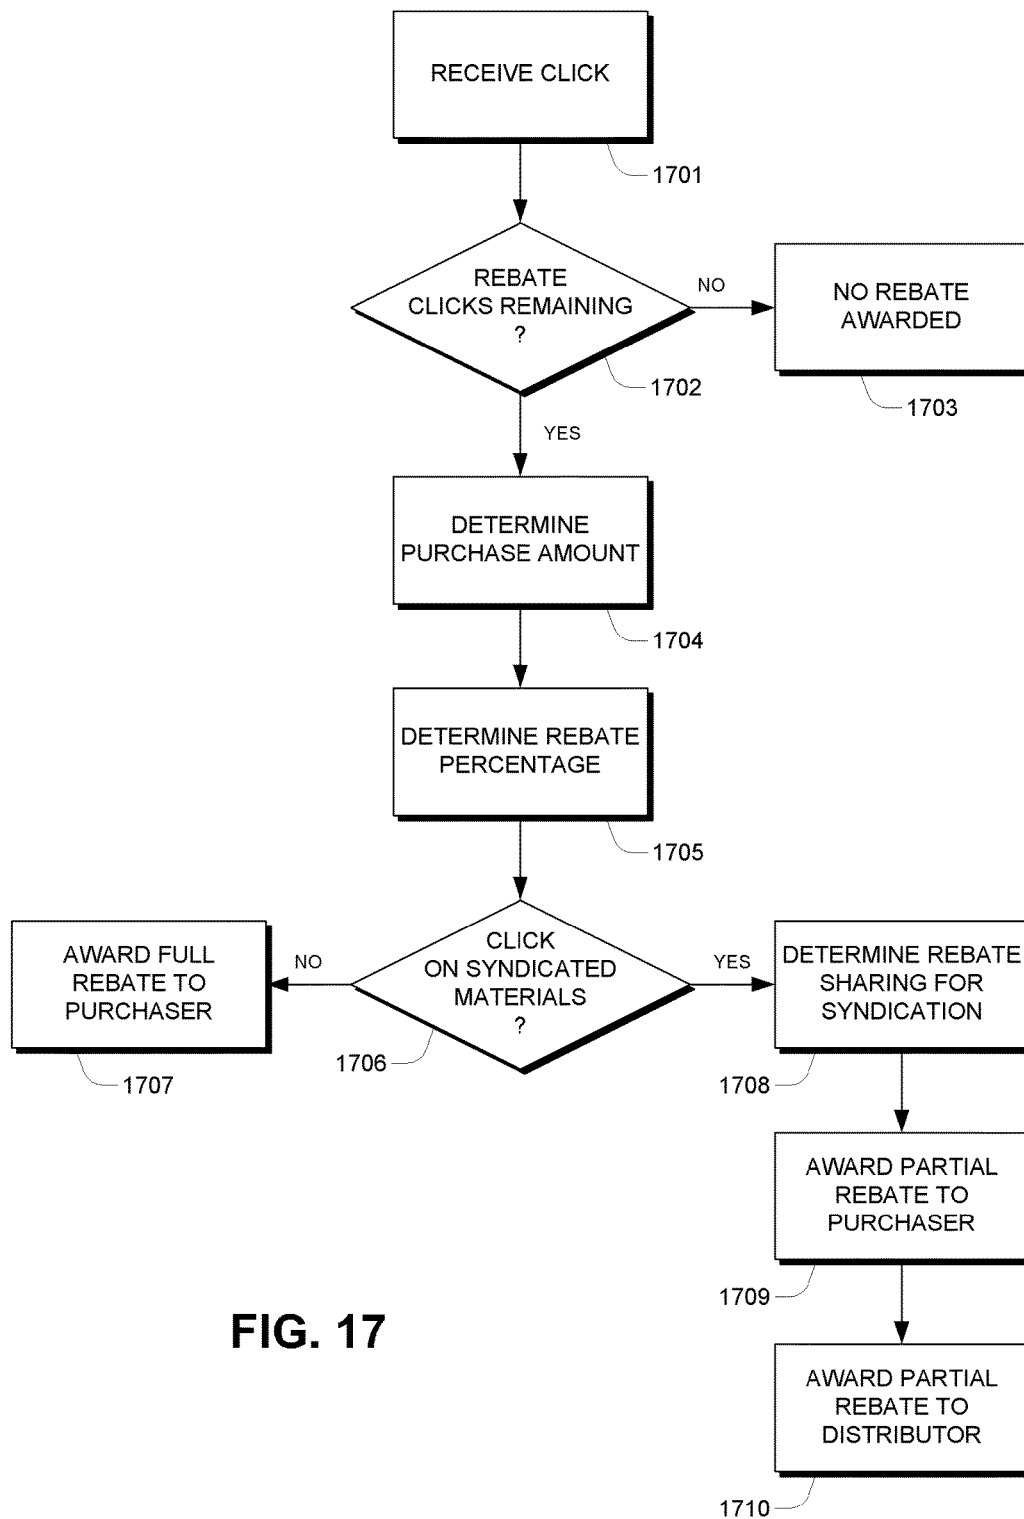 RECEIVE CLICK
1701
REBATE
CLICKS REMAINING
?
1702
NO
NO REBATE
AWARDED
1703
YES
DETERMINE
PURCHASE AMOUNT
1704
DETERMINE REBATE
PERCENTAGE
1705
CLICK
ON SYNDICATED
MATERIALS
?
1706
NO
AWARD FULL
REBATE TO
PURCHASER
1707
YES
DETERMINE REBATE
SHARING FOR
SYNDICATION
1708
AWARD PARTIAL
REBATE TO
PURCHASER
1709
AWARD PARTIAL
REBATE TO
DISTRIBUTOR
1710
FIG. 17